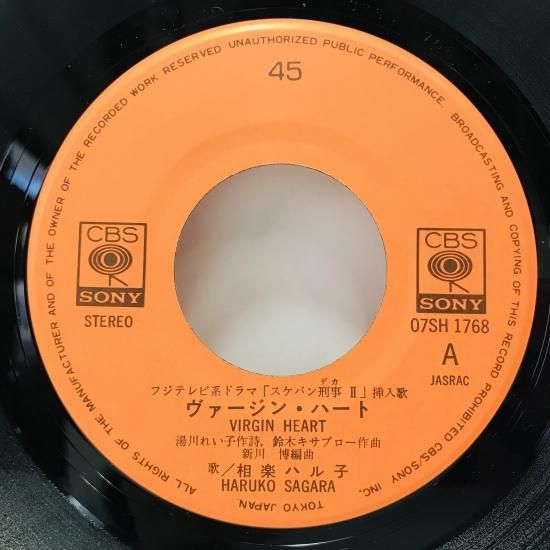 ALL RIGHTS OF THE MANUFACTURER AND OF THE OWNER OF THE RECORDED WORK RESERVED UNAUTHORIZED PUBLIC PERFORMANCE. BROADCASTING AND COPYING OF THIS RECORD PROHIBITED CBS/SONY INC.
TOKYO JAPAN
45
CBS
SONY
STEREO
CBS
SONY
07SH 1768
A
JASRAC
デカ
フジテレビ系ドラマ「スケバン刑事 II」挿入歌
ヴァージン・ハート
VIRGIN HEART
湯川れい子作詩, 鈴木キサブロー作曲
新川 博編曲
歌/相楽ハル子
HARUKO SAGARA